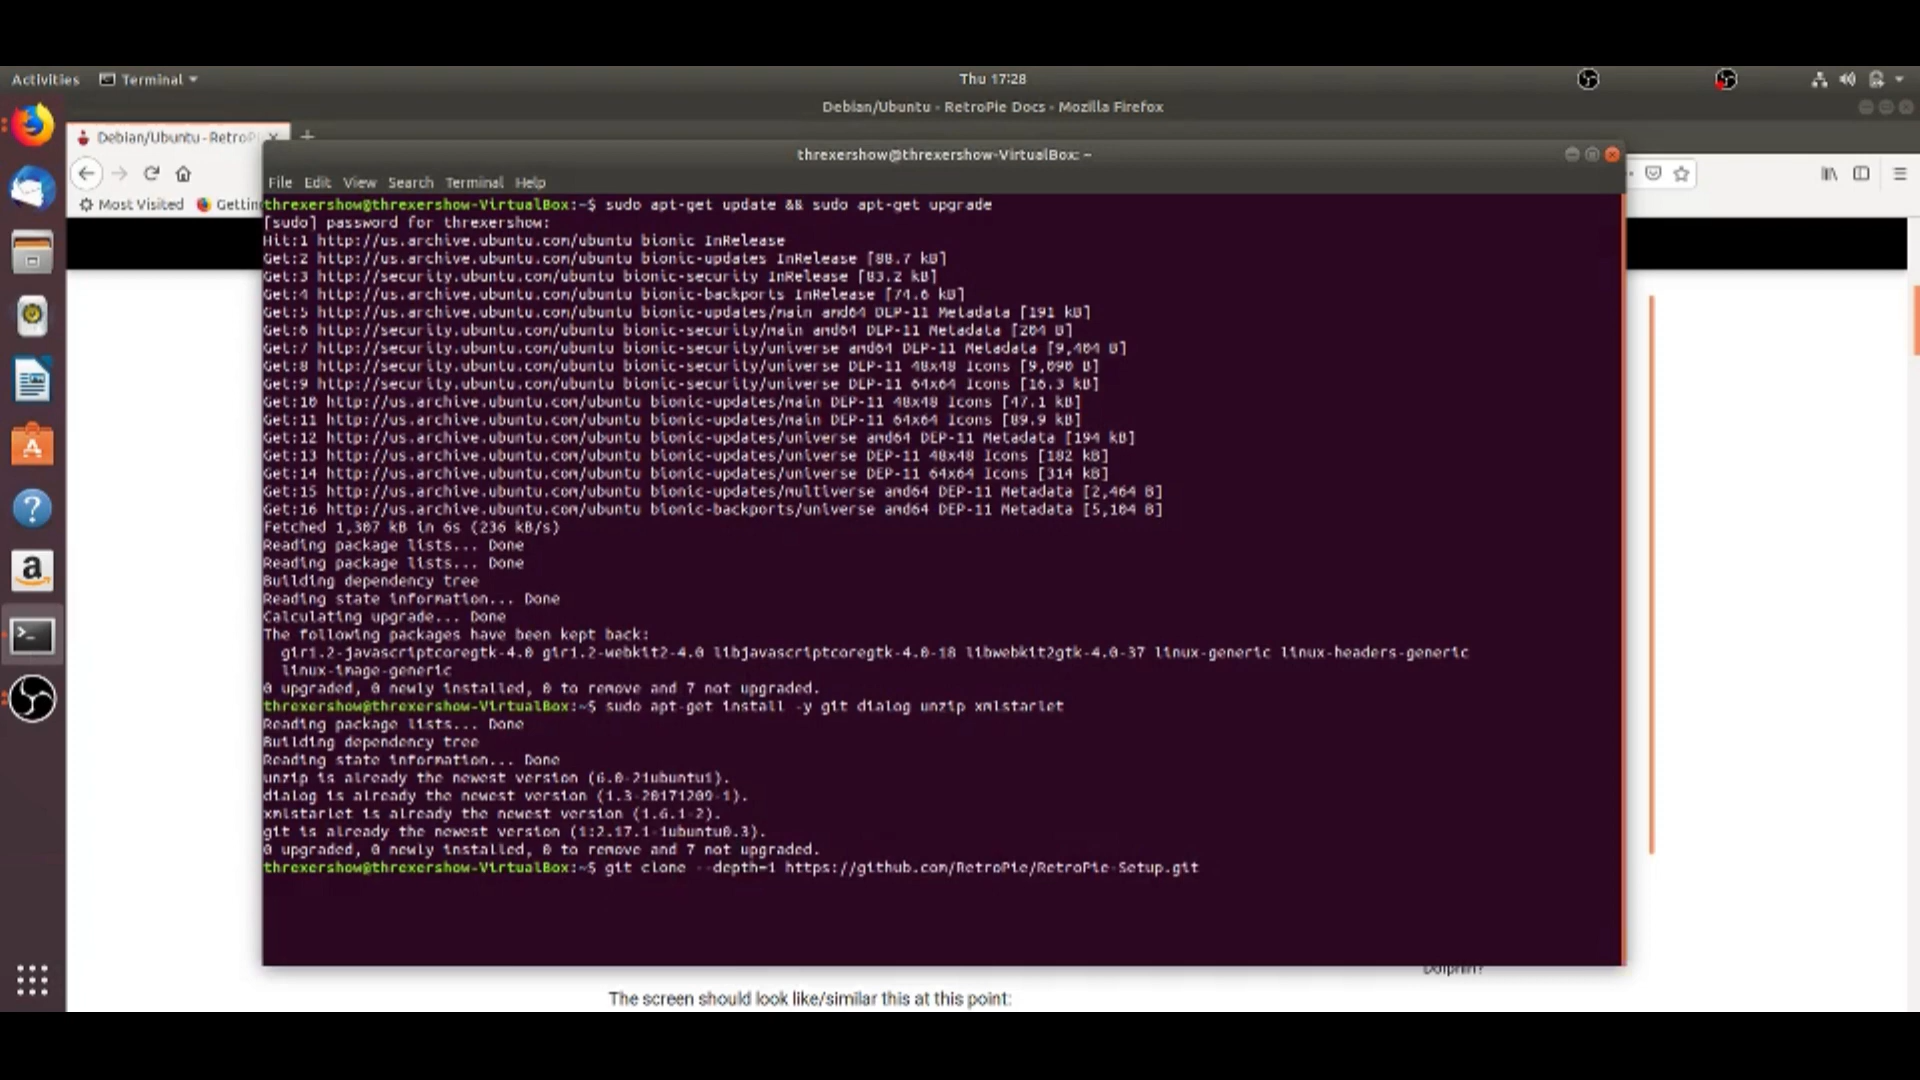 Activities Terminal Thu 17:28
Debian/Ubuntu - RetroPie Docs - Mozilla Firefox
Debian/Ubuntu - RetroP
threxershow@threxershow-VirtualBox: ~
File Edit View Search Terminal Help
Most Visited Gettin
threxershow@threxershow-VirtualBox:~$ sudo apt-get update && sudo apt-get upgrade
[sudo] password for threxershow:
Hit:1 http://us.archive.ubuntu.com/ubuntu bionic InRelease
Get:2 http://us.archive.ubuntu.com/ubuntu bionic-updates InRelease [88.7 kB]
Get:3 http://security.ubuntu.com/ubuntu bionic-security InRelease [83.2 kB]
Get:4 http://us.archive.ubuntu.com/ubuntu bionic-backports InRelease [74.6 kB]
Get:5 http://us.archive.ubuntu.com/ubuntu bionic-updates/main amd64 DEP-11 Metadata [191 kB]
Get:6 http://security.ubuntu.com/ubuntu bionic-security/main amd64 DEP-11 Metadata [204 B]
Get:7 http://security.ubuntu.com/ubuntu bionic-security/universe amd64 DEP-11 Metadata [9,404 B]
Get:8 http://security.ubuntu.com/ubuntu bionic-security/universe DEP-11 48x48 Icons [9,090 B]
Get:9 http://security.ubuntu.com/ubuntu bionic-security/universe DEP-11 64x64 Icons [16.3 kB]
Get:10 http://us.archive.ubuntu.com/ubuntu bionic-updates/main DEP-11 48x48 Icons [47.1 kB]
Get:11 http://us.archive.ubuntu.com/ubuntu bionic-updates/main DEP-11 64x64 Icons [89.9 kB]
Get:12 http://us.archive.ubuntu.com/ubuntu bionic-updates/universe amd64 DEP-11 Metadata [194 kB]
Get:13 http://us.archive.ubuntu.com/ubuntu bionic-updates/universe DEP-11 48x48 Icons [182 kB]
Get:14 http://us.archive.ubuntu.com/ubuntu bionic-updates/universe DEP-11 64x64 Icons [314 kB]
Get:15 http://us.archive.ubuntu.com/ubuntu bionic-updates/multiverse amd64 DEP-11 Metadata [2,464 B]
Get:16 http://us.archive.ubuntu.com/ubuntu bionic-backports/universe amd64 DEP-11 Metadata [5,104 B]
Fetched 1,307 kB in 6s (236 kB/s)
Reading package lists... Done
Reading package lists... Done
Building dependency tree
Reading state information... Done
Calculating upgrade... Done
The following packages have been kept back:
gir1.2-javascriptcoregtk-4.0 gir1.2-webkit2-4.0 libjavascriptcoregtk-4.0-18 libwebkit2gtk-4.0-37 linux-generic linux-headers-generic
linux-image-generic
0 upgraded, 0 newly installed, 0 to remove and 7 not upgraded.
threxershow@threxershow-VirtualBox:~$ sudo apt-get install -y git dialog unzip xmlstarlet
Reading package lists... Done
Building dependency tree
Reading state information... Done
unzip is already the newest version (6.0-21ubuntu1).
dialog is already the newest version (1.3-20171209-1).
xmlstarlet is already the newest version (1.6.1-2).
git is already the newest version (1:2.17.1-1ubuntu0.3).
0 upgraded, 0 newly installed, 0 to remove and 7 not upgraded.
threxershow@threxershow-VirtualBox:~$ git clone --depth=1 https://github.com/RetroPie/RetroPie-Setup.git
Dolphin?
The screen should look like/similar this at this point: